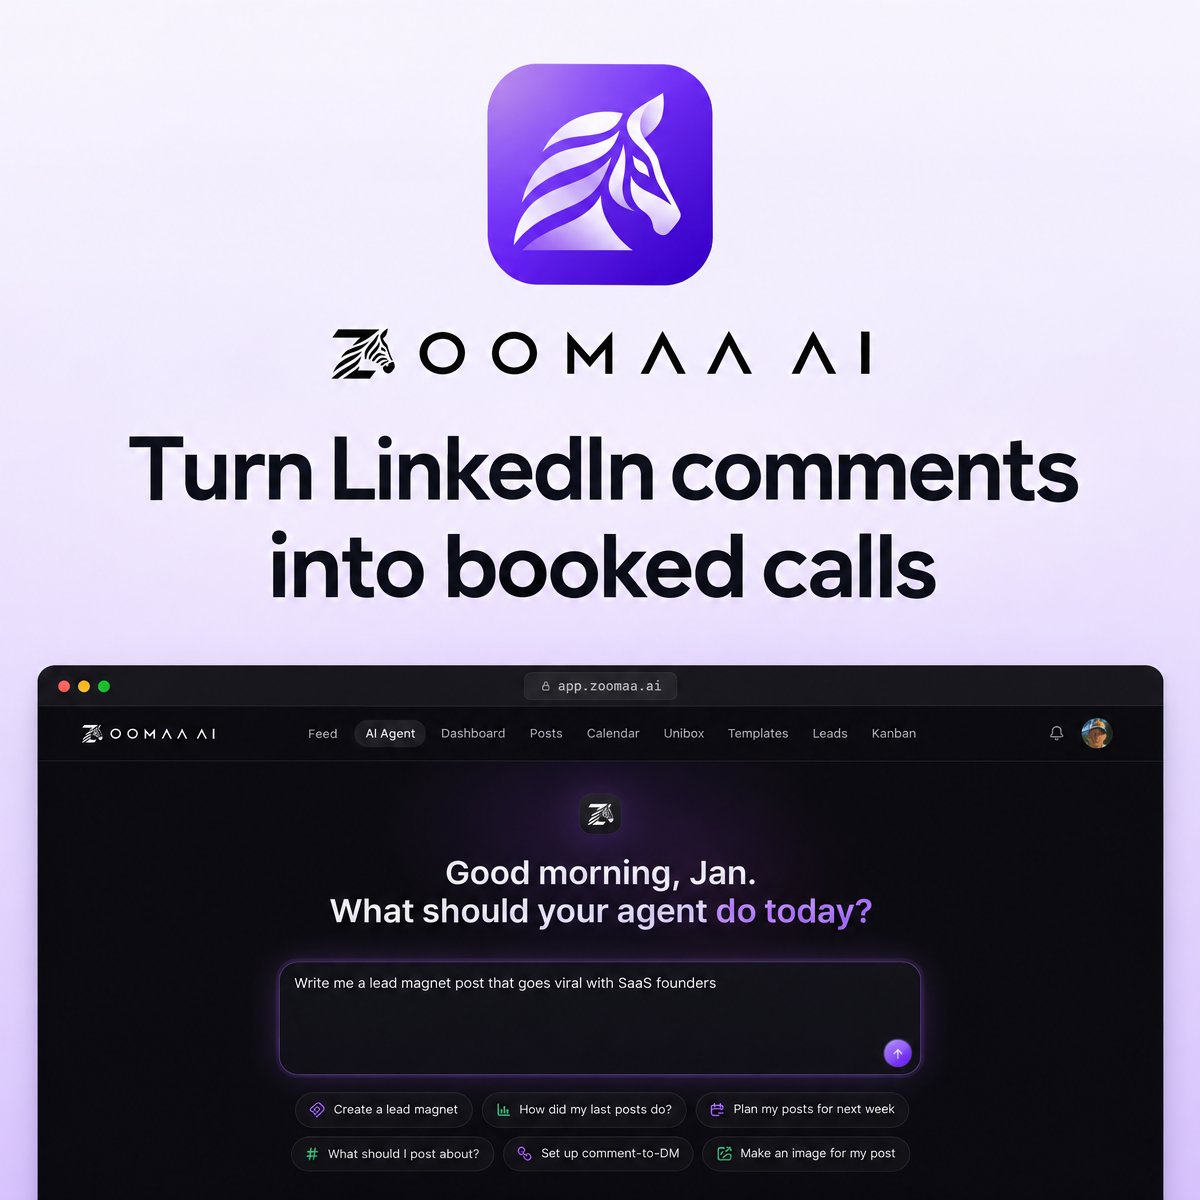 ZOOMAA AI
Turn LinkedIn comments
into booked calls
app.zoomaa.ai
ZOOMAA AI
Feed AI Agent Dashboard Posts Calendar Unibox Templates Leads Kanban
Good morning, Jan.
What should your agent do today?
Write me a lead magnet post that goes viral with SaaS founders
Create a lead magnet How did my last posts do? Plan my posts for next week
What should I post about? Set up comment-to-DM Make an image for my post